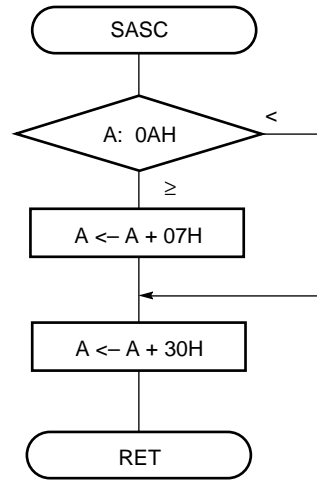 SASC
A: 0AH
<
≥
A <– A + 07H
A <– A + 30H
RET